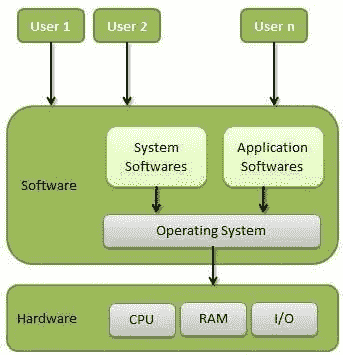 User 1
User 2
User n
System
Softwares
Application
Softwares
Software
Operating System
Hardware
CPU
RAM
I/O